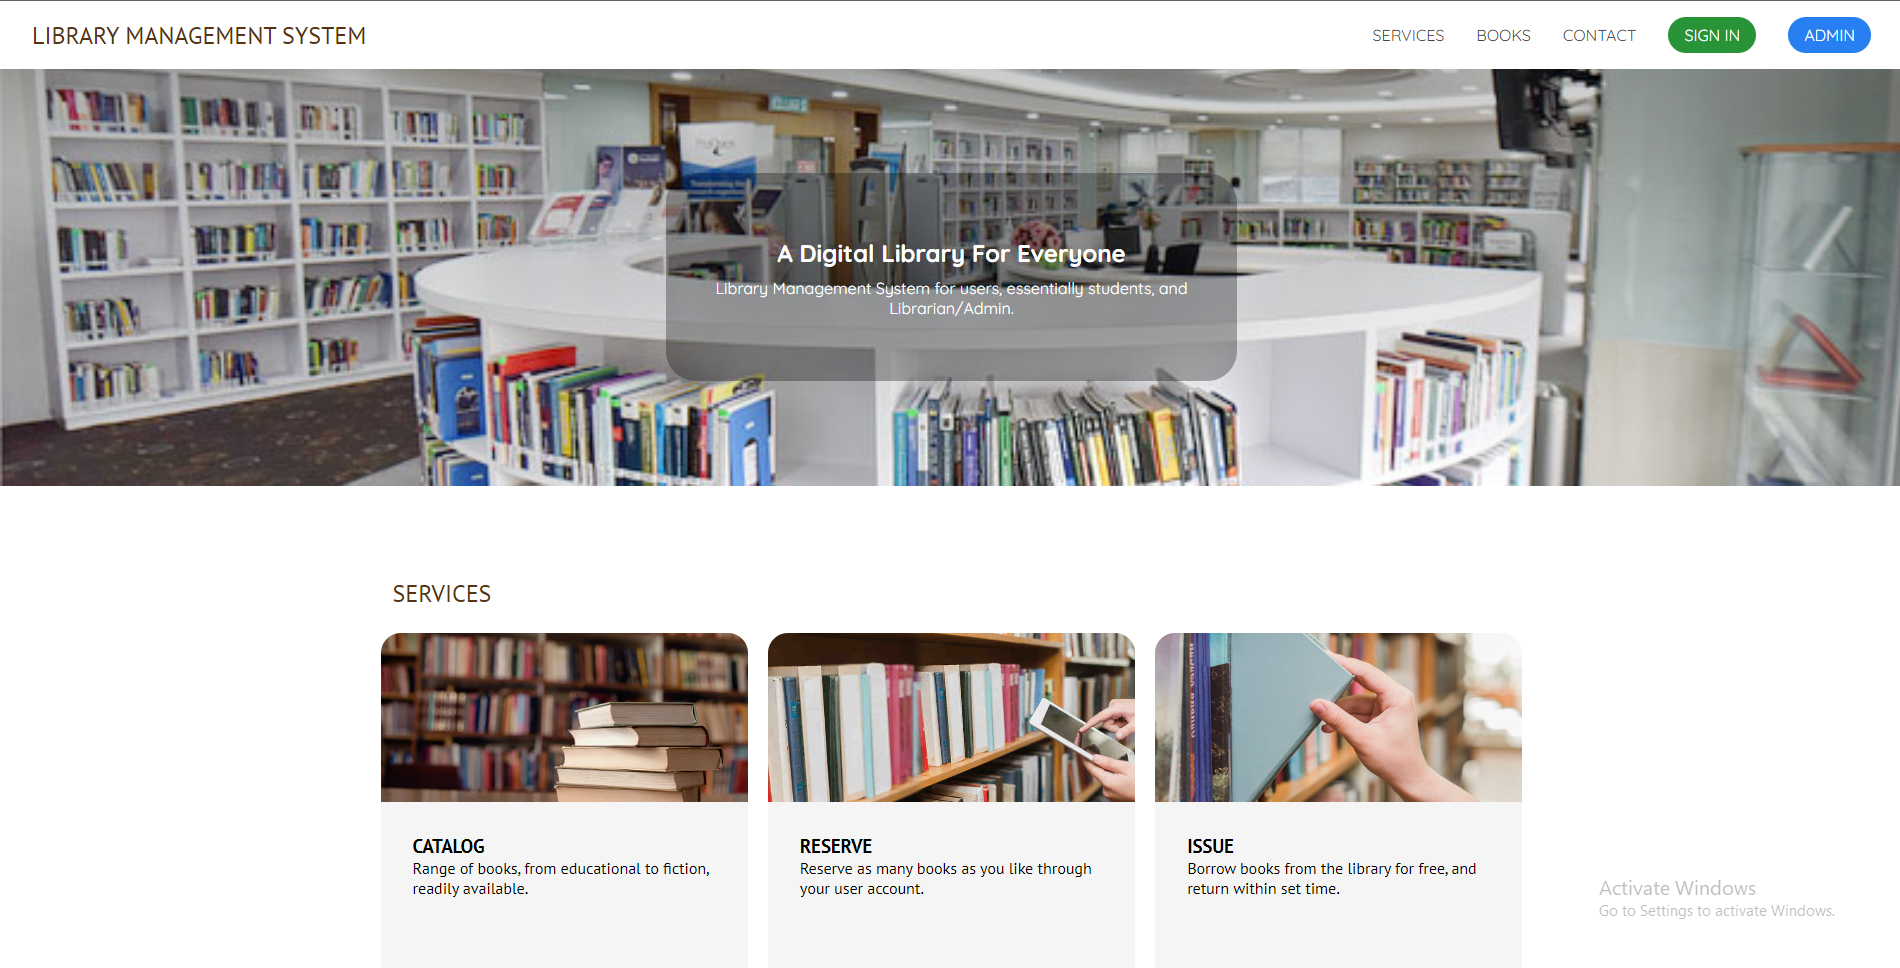 LIBRARY MANAGEMENT SYSTEM
SERVICES
BOOKS
CONTACT
SIGN IN
ADMIN
A Digital Library For Everyone
Library Management System for users, essentially students, and
Librarian/Admin.
SERVICES
CATALOG
Range of books, from educational to fiction,
readily available.
RESERVE
Reserve as many books as you like through
your user account.
ISSUE
Borrow books from the library for free, and
return within set time.
Activate Windows
Go to Settings to activate Windows.